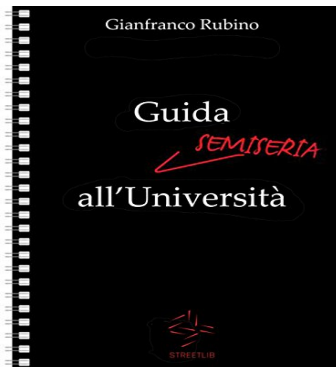 Gianfranco Rubino
Guida
SEMISERIA
all'Università
STREETLIB